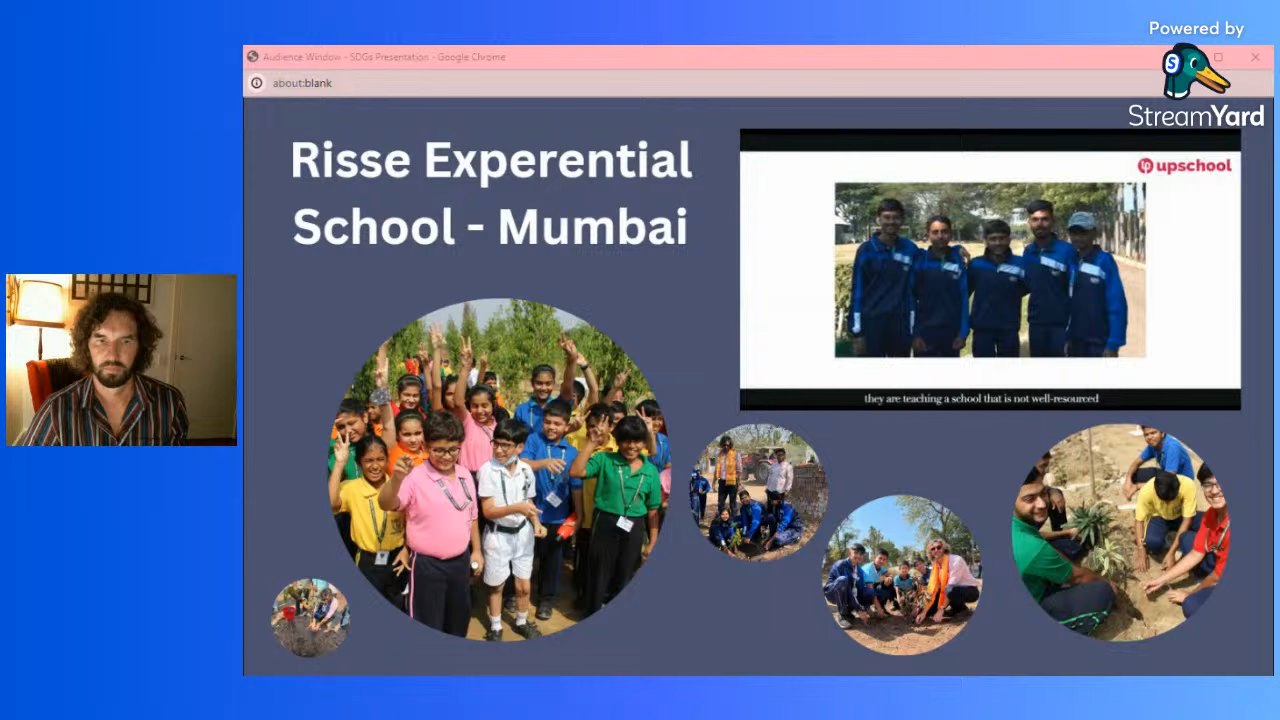 Powered by
StreamYard
Audience Window - SDGs Presentation - Google Chrome
about:blank
Risse Experential
School - Mumbai
upschool
they are teaching a school that is not well-resourced